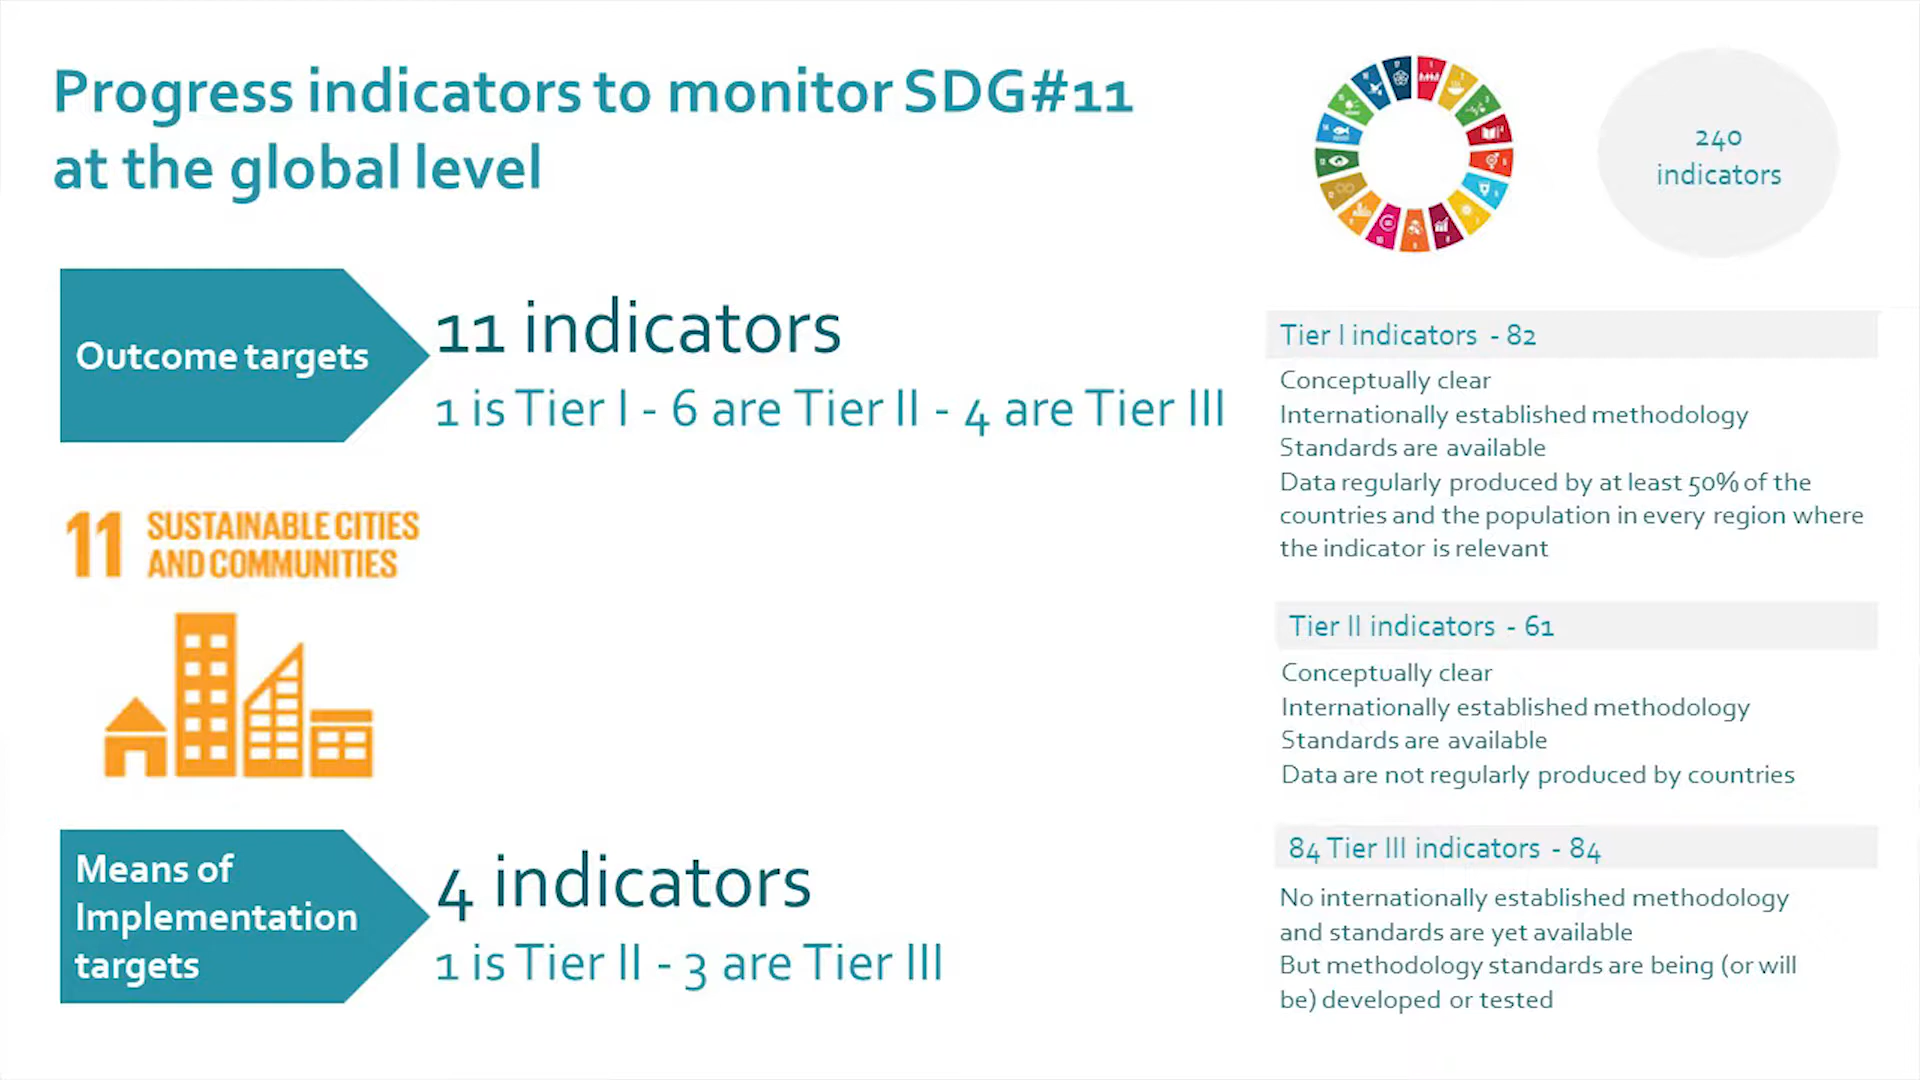 Progress indicators to monitor SDG#11
at the global level
240
indicators
Outcome targets
11 indicators
1 is Tier I - 6 are Tier II - 4 are Tier III
11
SUSTAINABLE CITIES
AND COMMUNITIES
Means of
Implementation
targets
4 indicators
1 is Tier II - 3 are Tier III
Tier I indicators - 82
Conceptually clear
Internationally established methodology
Standards are available
Data regularly produced by at least 50% of the
countries and the population in every region where
the indicator is relevant
Tier II indicators - 61
Conceptually clear
Internationally established methodology
Standards are available
Data are not regularly produced by countries
84 Tier III indicators - 84
No internationally established methodology
and standards are yet available
But methodology standards are being (or will
be) developed or tested